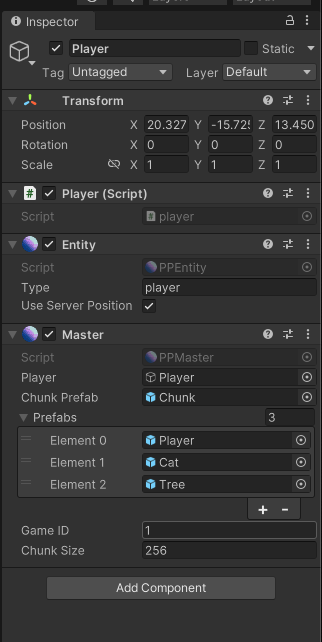 Inspector
Player Static
Tag Untagged Layer Default
Transform
Position X 20.327 Y -15.725 Z 13.450
Rotation X 0 Y 0 Z 0
Scale X 1 Y 1 Z 1
# Player (Script)
Script # player
Entity
Script PPEntity
Type player
Use Server Position
Master
Script PPMaster
Player Player
Chunk Prefab Chunk
Prefabs 3
Element 0 Player
Element 1 Cat
Element 2 Tree
+ -
Game ID 1
Chunk Size 256
Add Component